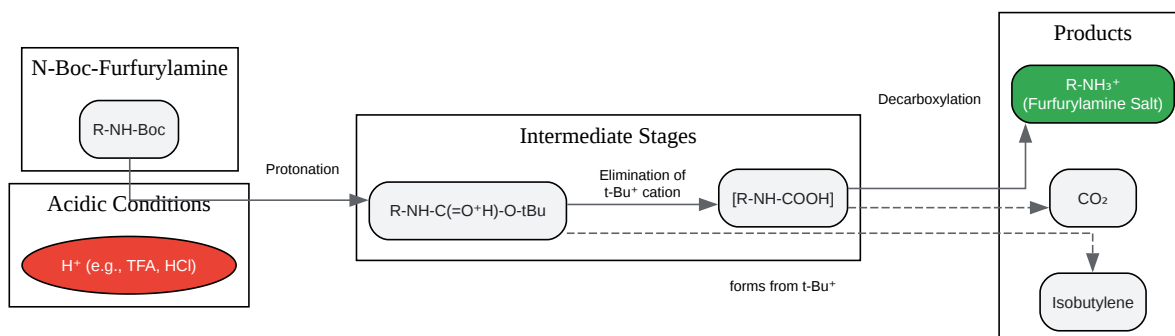 N-Boc-Furfurylamine
R-NH-Boc
Acidic Conditions
H⁺ (e.g., TFA, HCl)
Protonation
Intermediate Stages
R-NH-C(=O⁺H)-O-tBu
Elimination of
t-Bu⁺ cation
[R-NH-COOH]
Decarboxylation
forms from t-Bu⁺
Products
R-NH₃⁺
(Furfurylamine Salt)
CO₂
Isobutylene